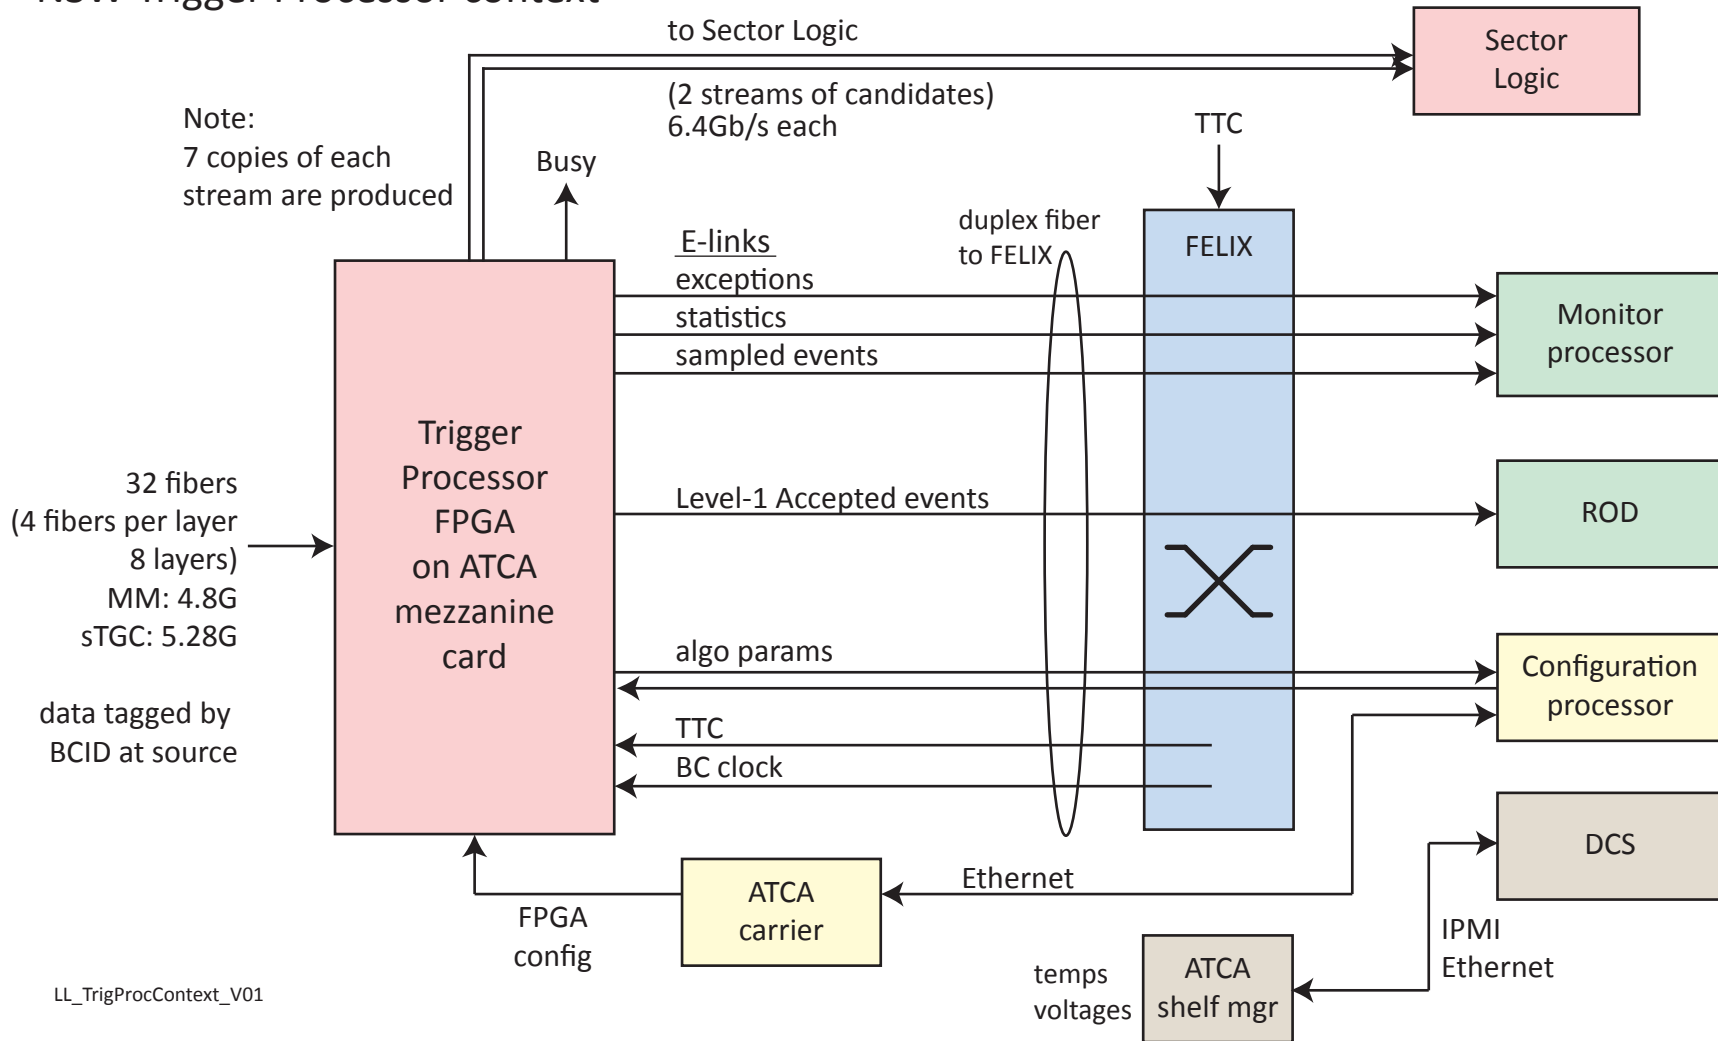 NSW Trigger Processor context
to Sector Logic
(2 streams of candidates)
6.4Gb/s each
Sector
Logic
Note:
7 copies of each
stream are produced
Busy
TTC
E-links
exceptions
statistics
sampled events
duplex fiber
to FELIX
FELIX
Monitor
processor
Trigger
Processor
FPGA
on ATCA
mezzanine
card
32 fibers
(4 fibers per layer
8 layers)
MM: 4.8G
sTGC: 5.28G
data tagged by
BCID at source
Level-1 Accepted events
ROD
algo params
Configuration
processor
TTC
BC clock
DCS
Ethernet
ATCA
carrier
FPGA
config
IPMI
Ethernet
temps
voltages
ATCA
shelf mgr
LL_TrigProcContext_V01